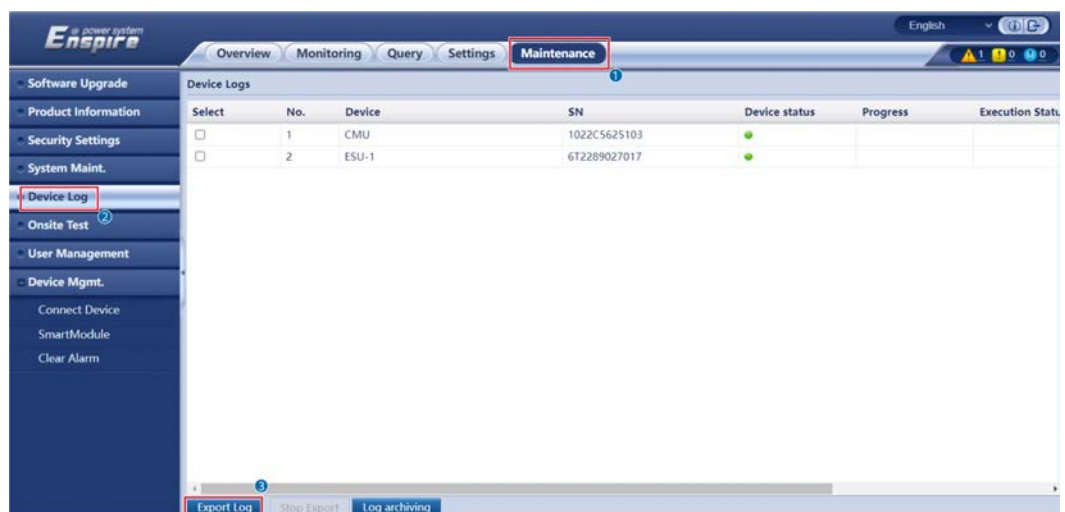 e power system
Enspire
English
Overview Monitoring Query Settings Maintenance
1 0 0
1
Software Upgrade
Product Information
Security Settings
System Maint.
Device Log
2
Onsite Test
User Management
Device Mgmt.
Connect Device
SmartModule
Clear Alarm
Device Logs
Select No. Device SN Device status Progress Execution Statu
1 CMU 1022C5625103
2 ESU-1 6T2289027017
3
Export Log Stop Export Log archiving